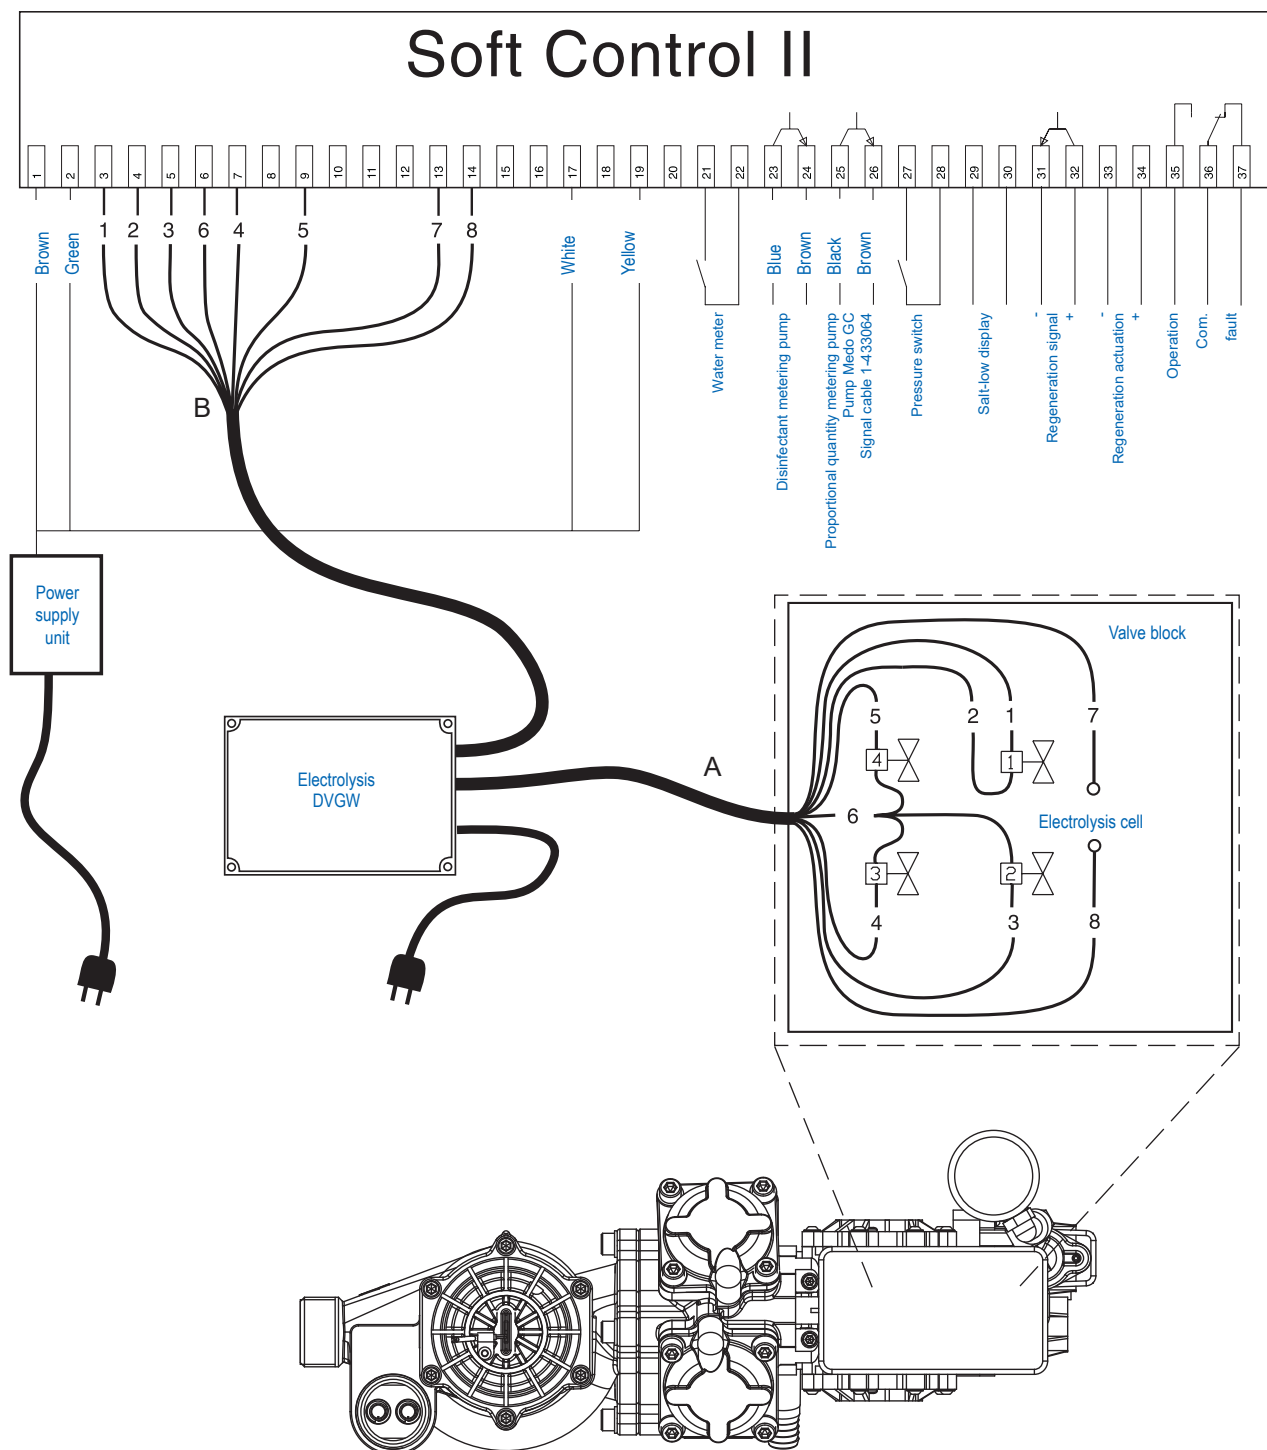 Soft Control II
1 2 3 4 5 6 7 8 9 10 11 12 13 14 15 16 17 18 19 20 21 22 23 24 25 26 27 28 29 30 31 32 33 34 35 36 37
1 2 3 6 4 5 7 8
Brown
Green
White
Yellow
Blue
Brown
Black
Brown
Water meter
Disinfectant metering pump
Proportional quantity metering pump
Pump Medo GC
Signal cable 1-433064
Pressure switch
Salt-low display
Regeneration signal
- +
Regeneration actuation
- +
Operation
Com.
fault
B
Power
supply
unit
Electrolysis
DVGW
A
Valve block
5 2 1 7
4 1
6
Electrolysis cell
3 2
4 3 8